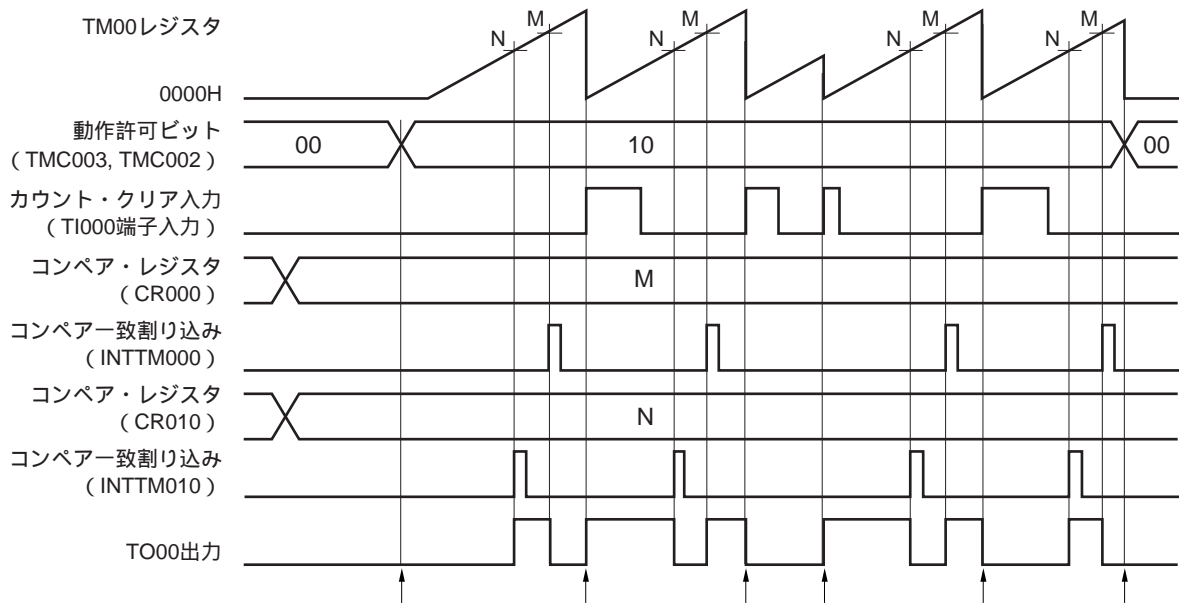 M M M M
N N N N
TM00レジスタ
0000H
動作許可ビット
(TMC003, TMC002)
00 10 00
カウント・クリア入力
(TI000端子入力)
コンペア・レジスタ
(CR000)
M
コンペア一致割り込み
(INTTM000)
コンペア・レジスタ
(CR010)
N
コンペア一致割り込み
(INTTM010)
TO00出力